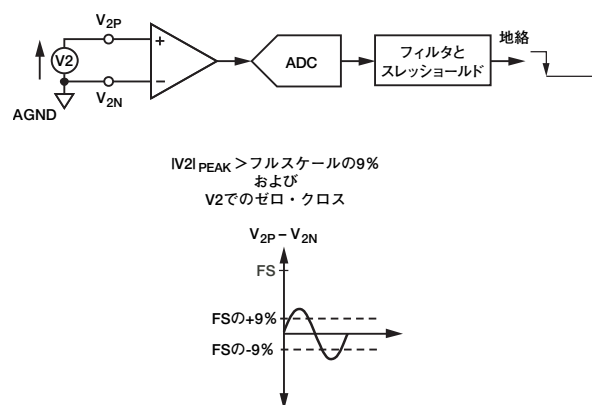 V2P
V2
V2N
AGND
+
−
ADC
フィルタと
スレッショールド
地絡
|V2| PEAK >フルスケールの9%
および
V2でのゼロ・クロス
V2P − V2N
FS
FSの+9%
FSの-9%